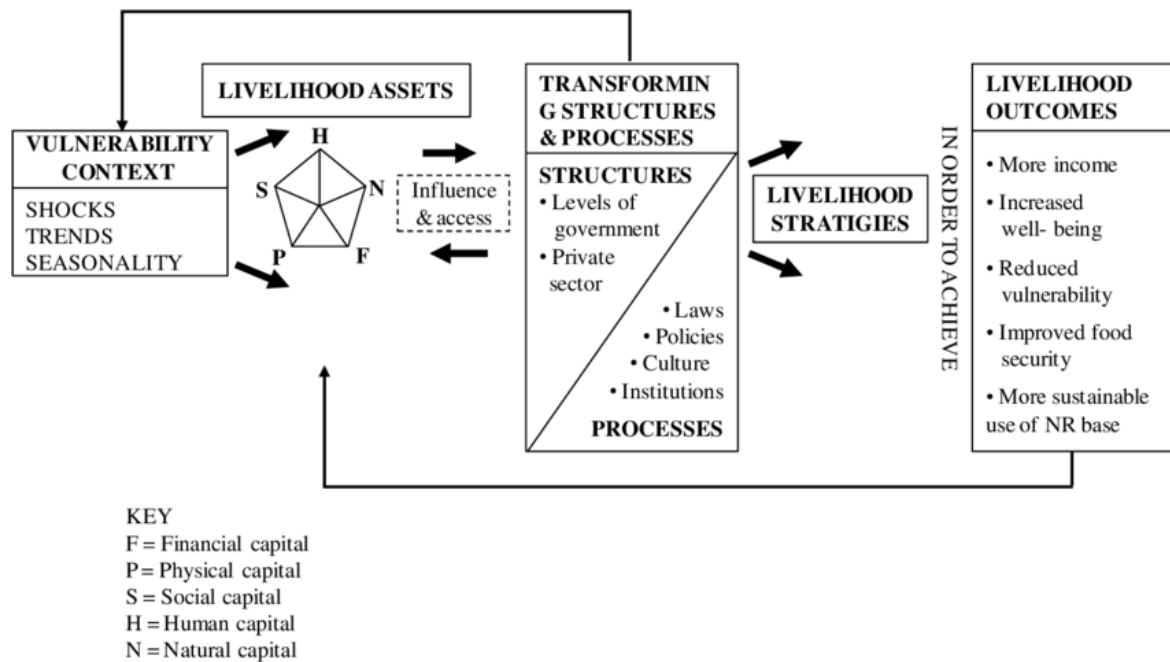 LIVELIHOOD ASSETS
VULNERABILITY
CONTEXT
SHOCKS
TRENDS
SEASONALITY
H
S
N
P
F
Influence
& access
TRANSFORMIN
G STRUCTURES
& PROCESSES
STRUCTURES
• Levels of
government
• Private
sector
• Laws
• Policies
• Culture
• Institutions
PROCESSES
LIVELIHOOD
STRATIGIES
IN ORDER TO ACHIEVE
LIVELIHOOD
OUTCOMES
• More income
• Increased
well- being
• Reduced
vulnerability
• Improved food
security
• More sustainable
use of NR base
KEY
F = Financial capital
P = Physical capital
S = Social capital
H = Human capital
N = Natural capital